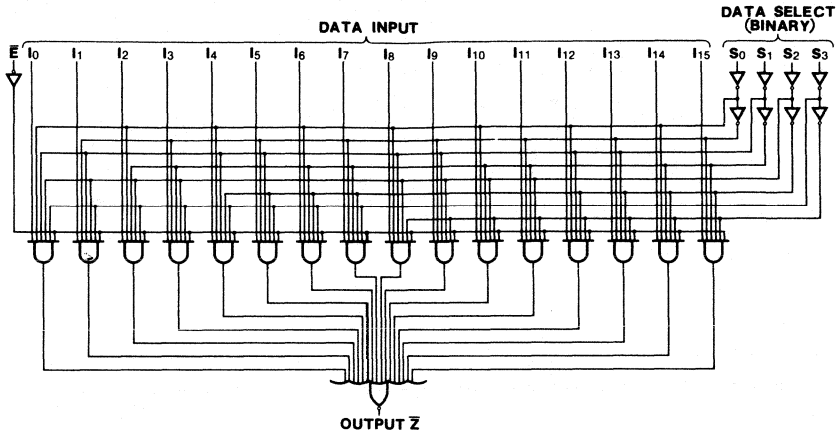 DATA INPUT
DATA SELECT
(BINARY)
E̅ I₀ I₁ I₂ I₃ I₄ I₅ I₆ I₇ I₈ I₉ I₁₀ I₁₁ I₁₂ I₁₃ I₁₄ I₁₅ S₀ S₁ S₂ S₃
OUTPUT Z̅